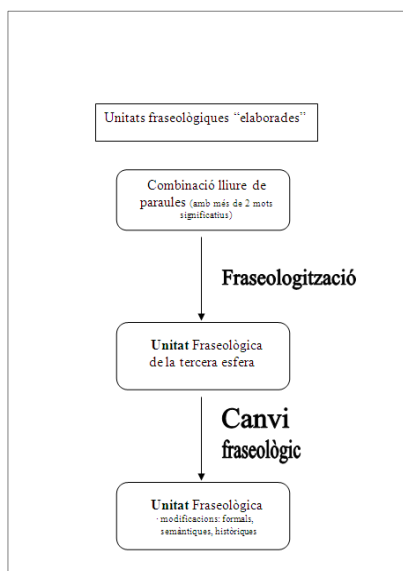 Unitats fraseològiques “elaborades”
Combinació lliure de
paraules (amb més de 2 mots
significatius)
Fraseologització
Unitat Fraseològica
de la tercera esfera
Canvi
fraseològic
Unitat Fraseològica
· modificacions: formals,
semàntiques, històriques